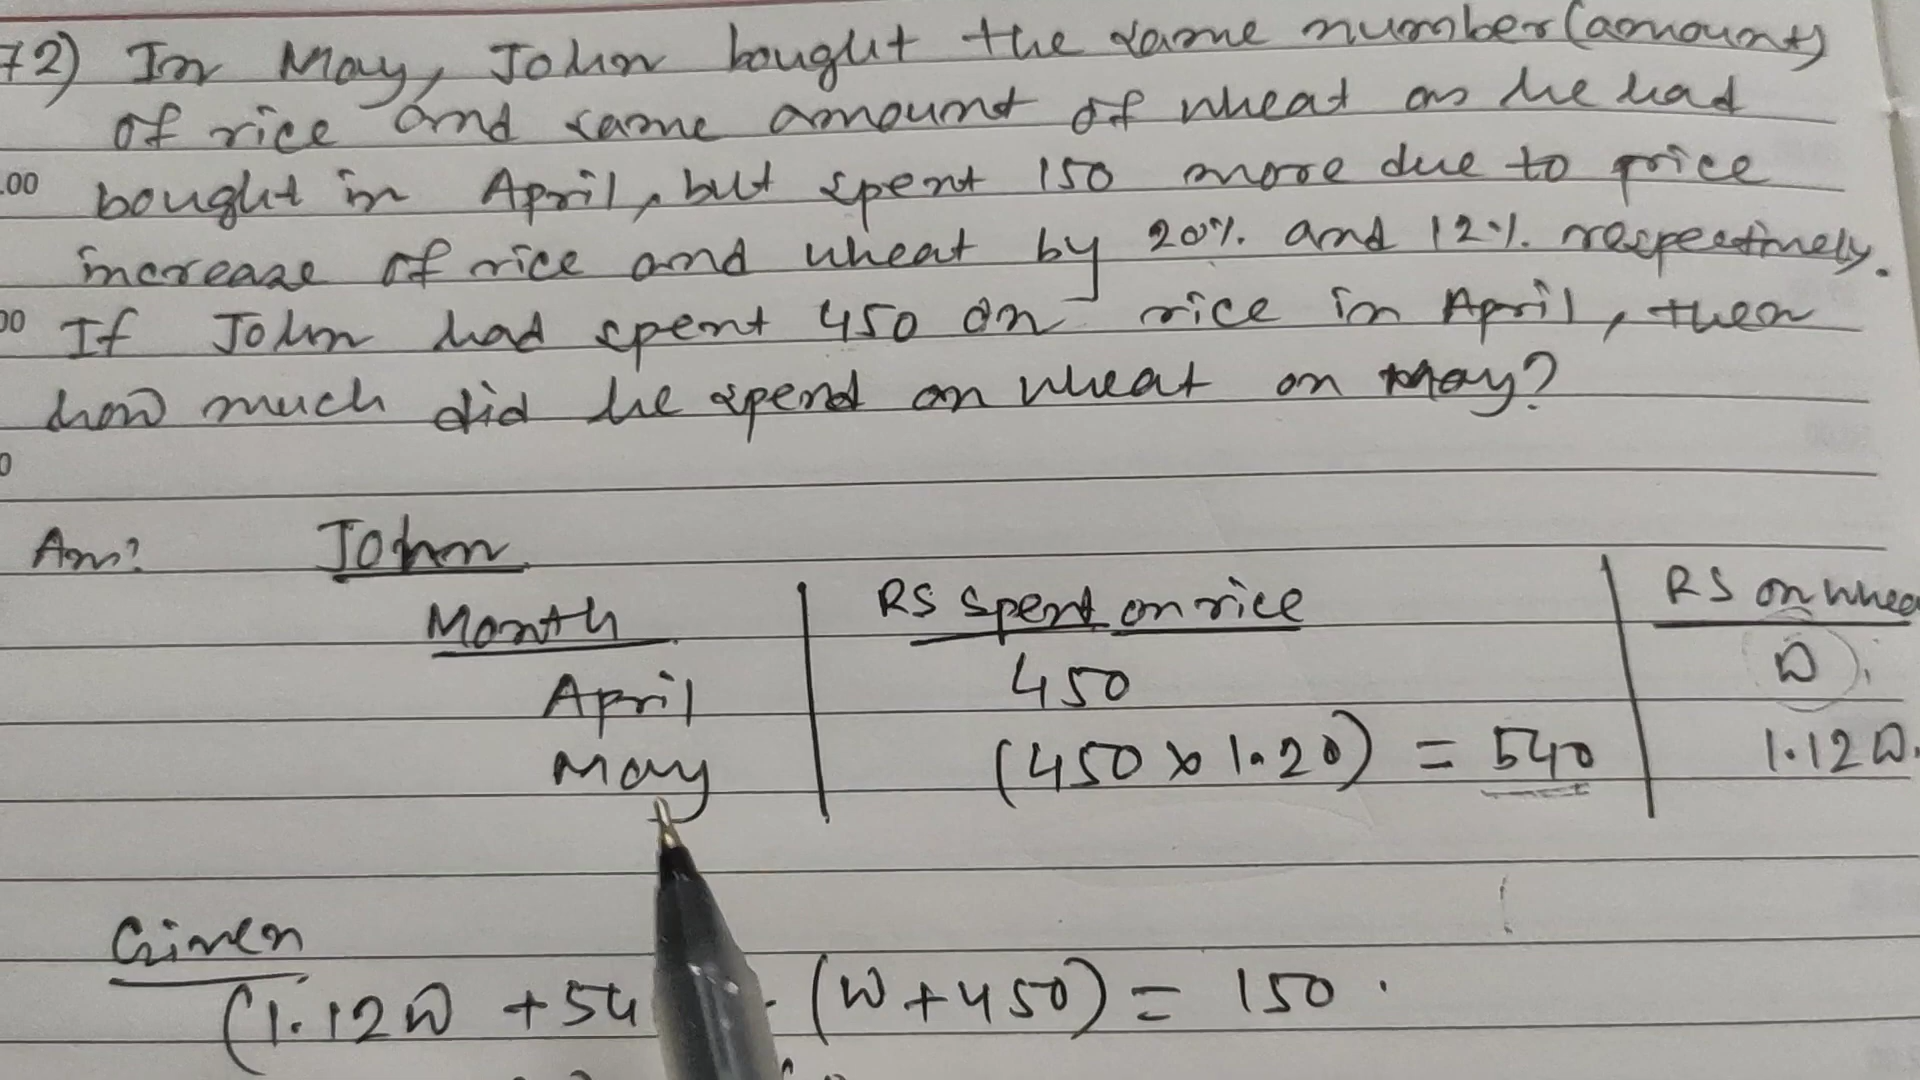 72) In May, John bought the same number (amount)
of rice and same amount of wheat as he had
.00 bought in April, but spent 150 more due to price
increase of rice and wheat by 20% and 12% respectively.
00 If John had spent 450 on rice in April, then
how much did he spend on wheat on May?
0
Ans: John
Month RS spent on rice RS on whea
April 450 W
May (450 x 1.20) = 540 1.12W.
Given
(1.12W + 54 - (W + 450) = 150.